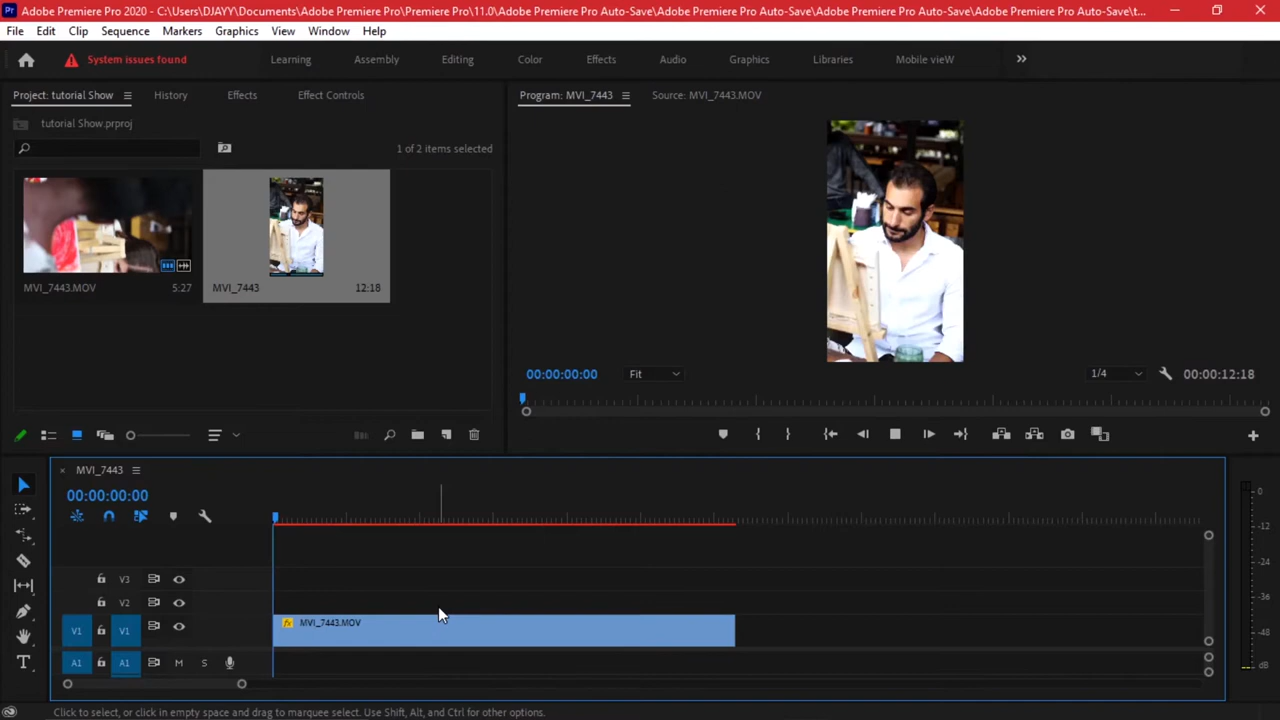 Adobe Premiere Pro 2020 - C:\Users\DJAYY\Documents\Adobe Premiere Pro\Premiere Pro\11.0\Adobe Premiere Pro Auto-Save\Adobe Premiere Pro Auto-Save\Adobe Premiere Pro Auto-Save\Adobe Premiere Pro Auto-Save\t...
File Edit Clip Sequence Markers Graphics View Window Help
System issues found Learning Assembly Editing Color Effects Audio Graphics Libraries Mobile vieW
Project: tutorial Show History Effects Effect Controls Program: MVI_7443 Source: MVI_7443.MOV
tutorial Show.prproj
1 of 2 items selected
MVI_7443.MOV 5:27 MVI_7443 12:18
00:00:00:00 Fit 1/4 00:00:12:18
MVI_7443
00:00:00:00
V3
V2
MVI_7443.MOV
V1 V1
A1 A1 M S
0
-12
-24
-36
-48
dB
Click to select, or click in empty space and drag to marquee select. Use Shift, Alt, and Ctrl for other options.